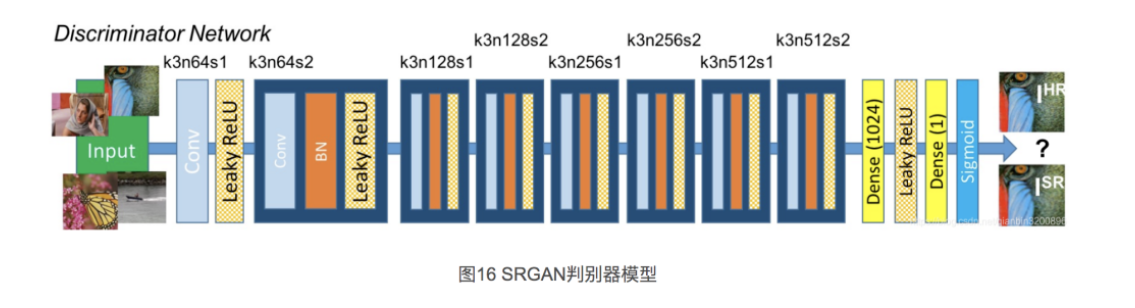 Discriminator Network
k3n64s1
k3n64s2
k3n128s1
k3n128s2
k3n256s1
k3n256s2
k3n512s1
k3n512s2
Input
Conv
Leaky ReLU
Conv
BN
Leaky ReLU
Dense (1024)
Leaky ReLU
Dense (1)
Sigmoid
I^HR
?
I^SR
图16 SRGAN判别器模型